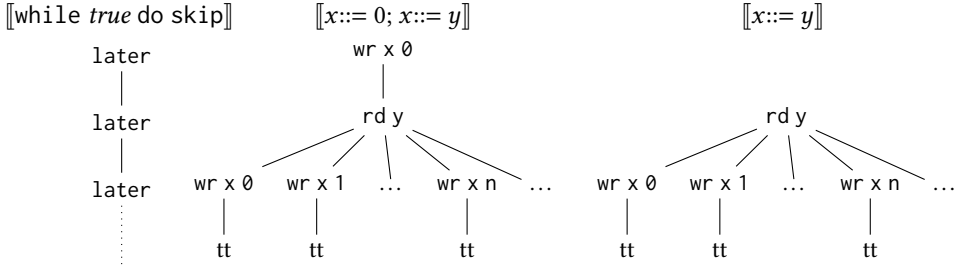 ⟦while true do skip⟧ ⟦x::= 0; x::= y⟧ ⟦x::= y⟧
later wr x 0
later rd y rd y
later wr x 0 wr x 1 ... wr x n ... wr x 0 wr x 1 ... wr x n ...
tt tt tt tt tt tt